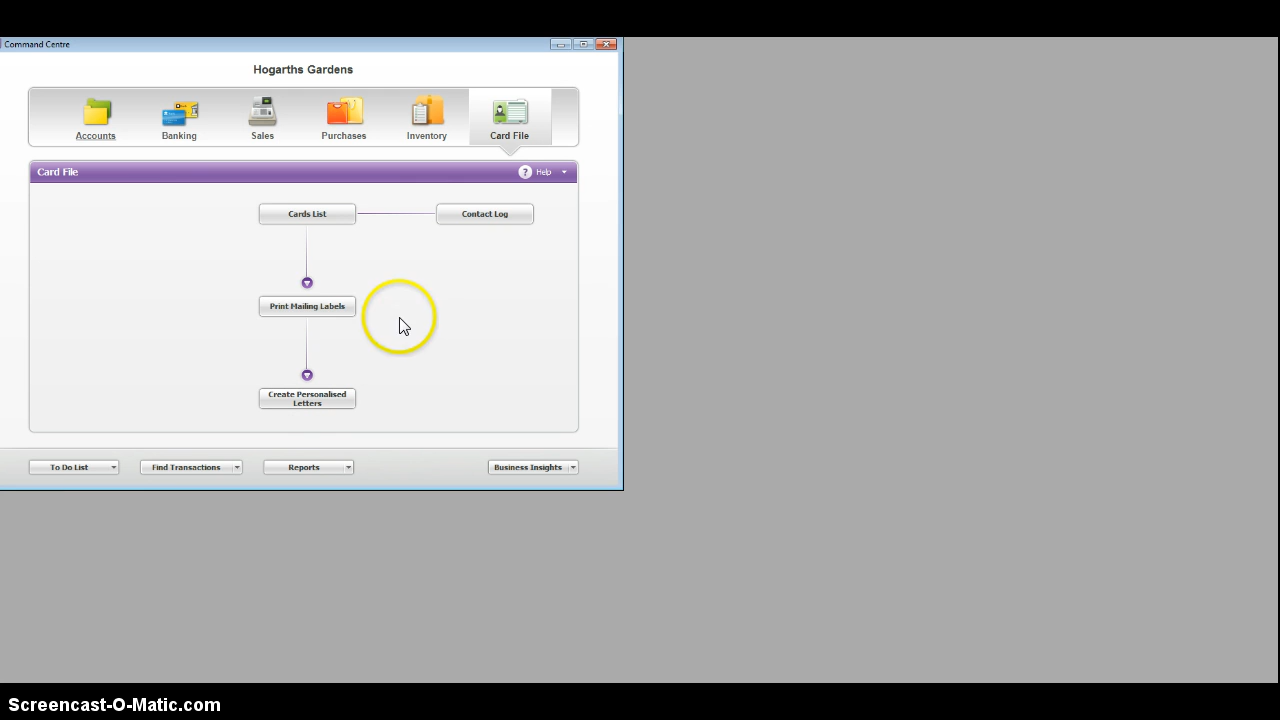 Command Centre
Hogarths Gardens
Accounts Banking Sales Purchases Inventory Card File
Card File ? Help
Cards List Contact Log
Print Mailing Labels
Create Personalised
Letters
To Do List Find Transactions Reports Business Insights
Screencast-O-Matic.com